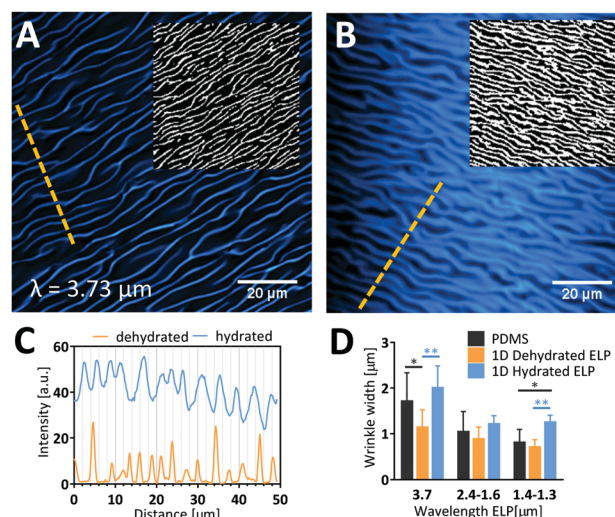 A
B
λ = 3.73 µm
20 µm
20 µm
C
dehydrated
hydrated
60
40
20
0
Intensity [a.u.]
0 10 20 30 40 50
Distance [µm]
D
PDMS
1D Dehydrated ELP
1D Hydrated ELP
3
2
1
0
Wrinkle width [µm]
*
**
*
**
3.7 2.4-1.6 1.4-1.3
Wavelength ELP[µm]